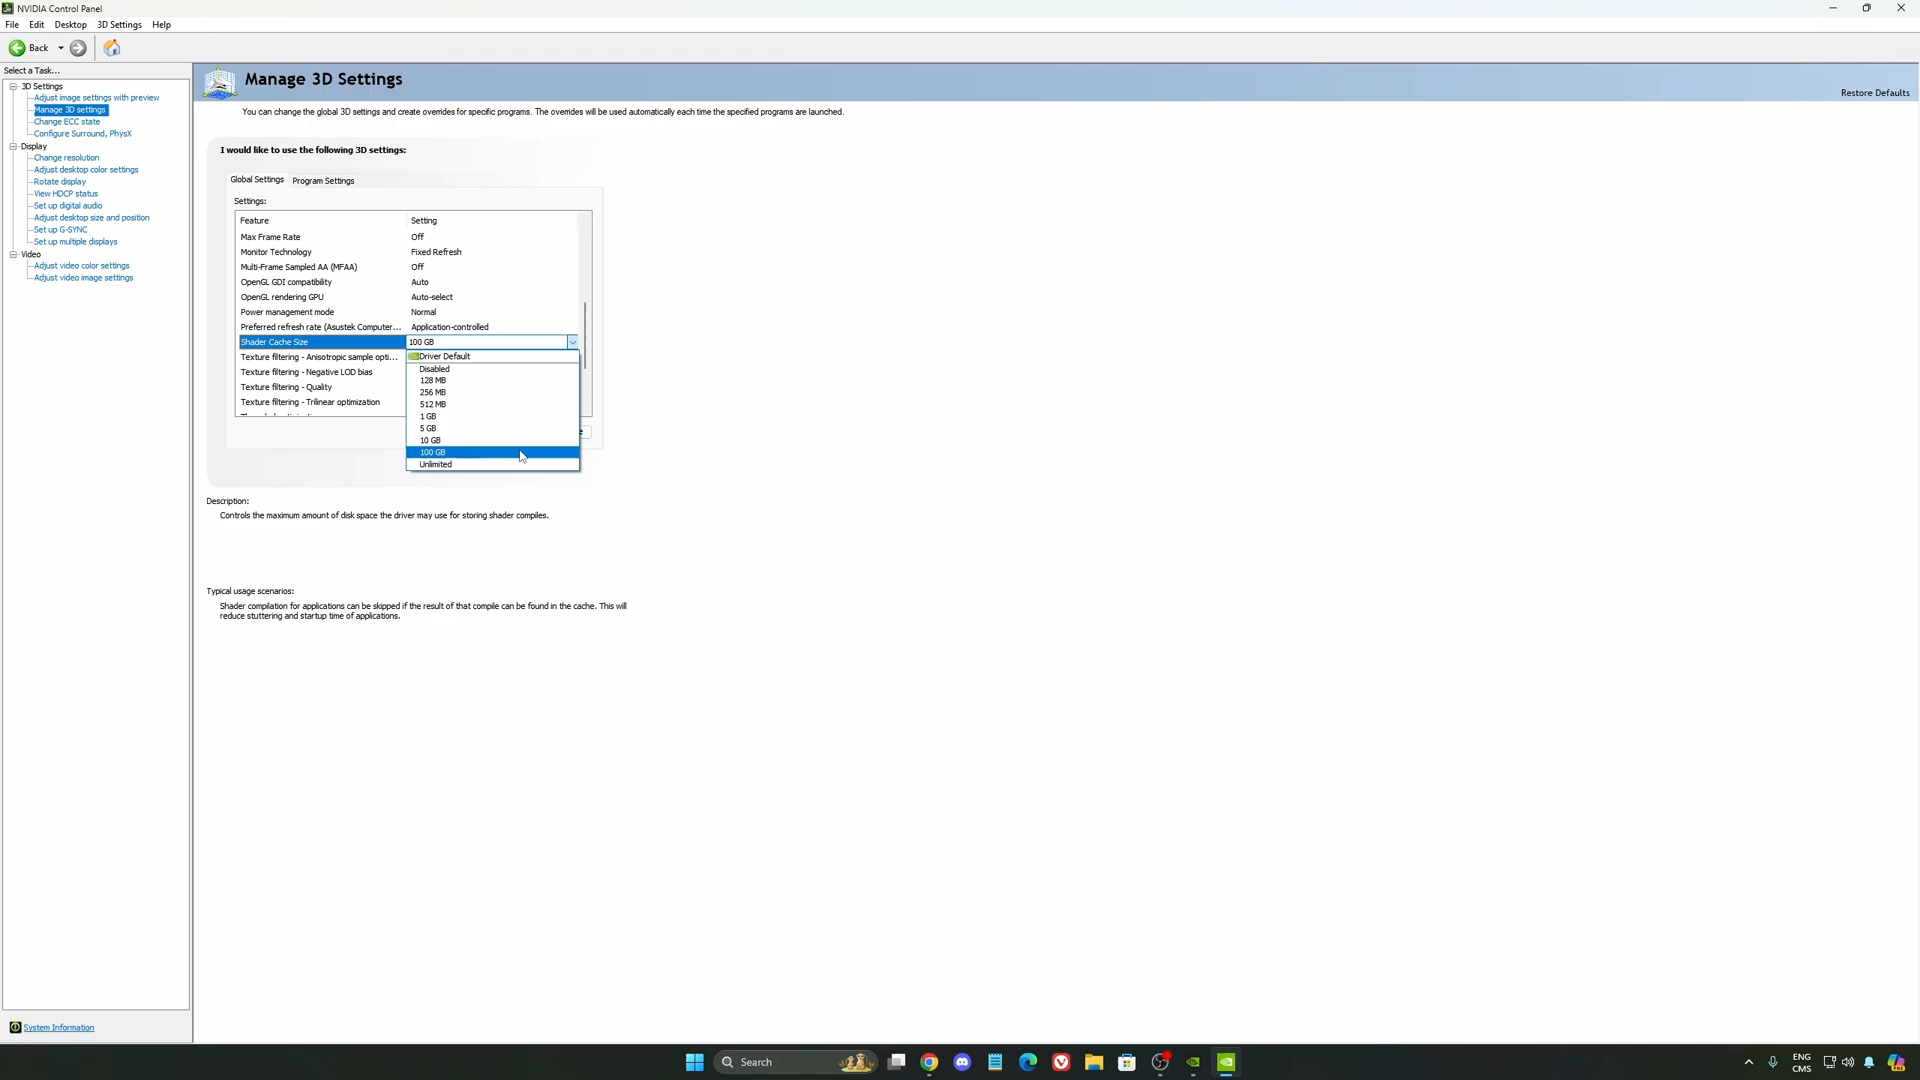 NVIDIA Control Panel
File Edit Desktop 3D Settings Help
Back
Select a Task...
3D Settings
Adjust image settings with preview
Manage 3D settings
Change ECC state
Configure Surround, PhysX
Display
Change resolution
Adjust desktop color settings
Rotate display
View HDCP status
Set up digital audio
Adjust desktop size and position
Set up G-SYNC
Set up multiple displays
Video
Adjust video color settings
Adjust video image settings
System Information
Manage 3D Settings
Restore Defaults
You can change the global 3D settings and create overrides for specific programs. The overrides will be used automatically each time the specified programs are launched.
I would like to use the following 3D settings:
Global Settings Program Settings
Settings:
Feature Setting
Max Frame Rate Off
Monitor Technology Fixed Refresh
Multi-Frame Sampled AA (MFAA) Off
OpenGL GDI compatibility Auto
OpenGL rendering GPU Auto-select
Power management mode Normal
Preferred refresh rate (Asustek Computer... Application-controlled
Shader Cache Size 100 GB
Texture filtering - Anisotropic sample opti...
Texture filtering - Negative LOD bias
Texture filtering - Quality
Texture filtering - Trilinear optimization
Driver Default
Disabled
128 MB
256 MB
512 MB
1 GB
5 GB
10 GB
100 GB
Unlimited
Description:
Controls the maximum amount of disk space the driver may use for storing shader compiles.
Typical usage scenarios:
Shader compilation for applications can be skipped if the result of that compile can be found in the cache. This will
reduce stuttering and startup time of applications.
Search
ENG
CMS